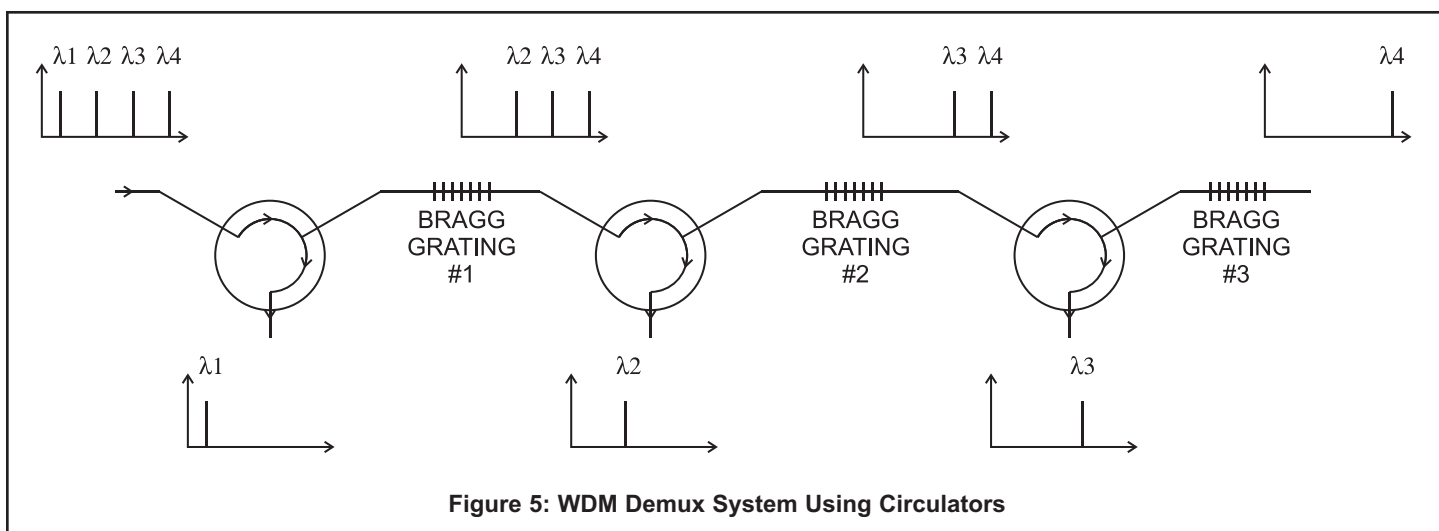 λ1 λ2 λ3 λ4
λ2 λ3 λ4
λ3 λ4
λ4
BRAGG
GRATING
#1
BRAGG
GRATING
#2
BRAGG
GRATING
#3
λ1
λ2
λ3
Figure 5: WDM Demux System Using Circulators